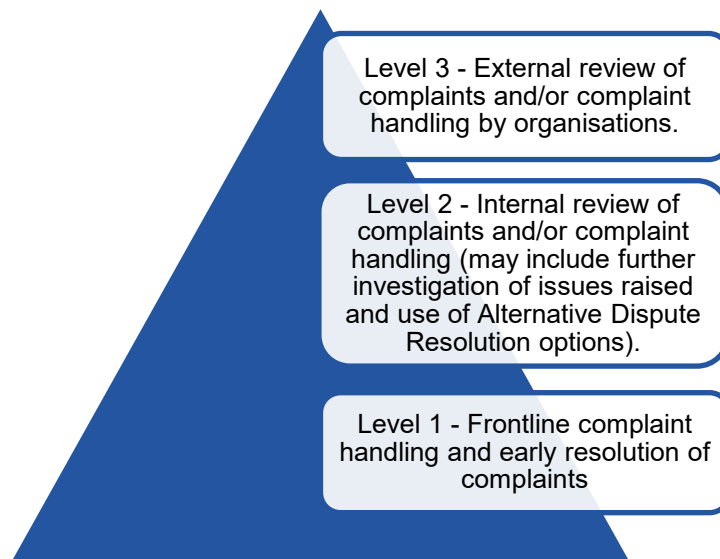 Level 3 - External review of
complaints and/or complaint
handling by organisations.
Level 2 - Internal review of
complaints and/or complaint
handling (may include further
investigation of issues raised
and use of Alternative Dispute
Resolution options).
Level 1 - Frontline complaint
handling and early resolution of
complaints